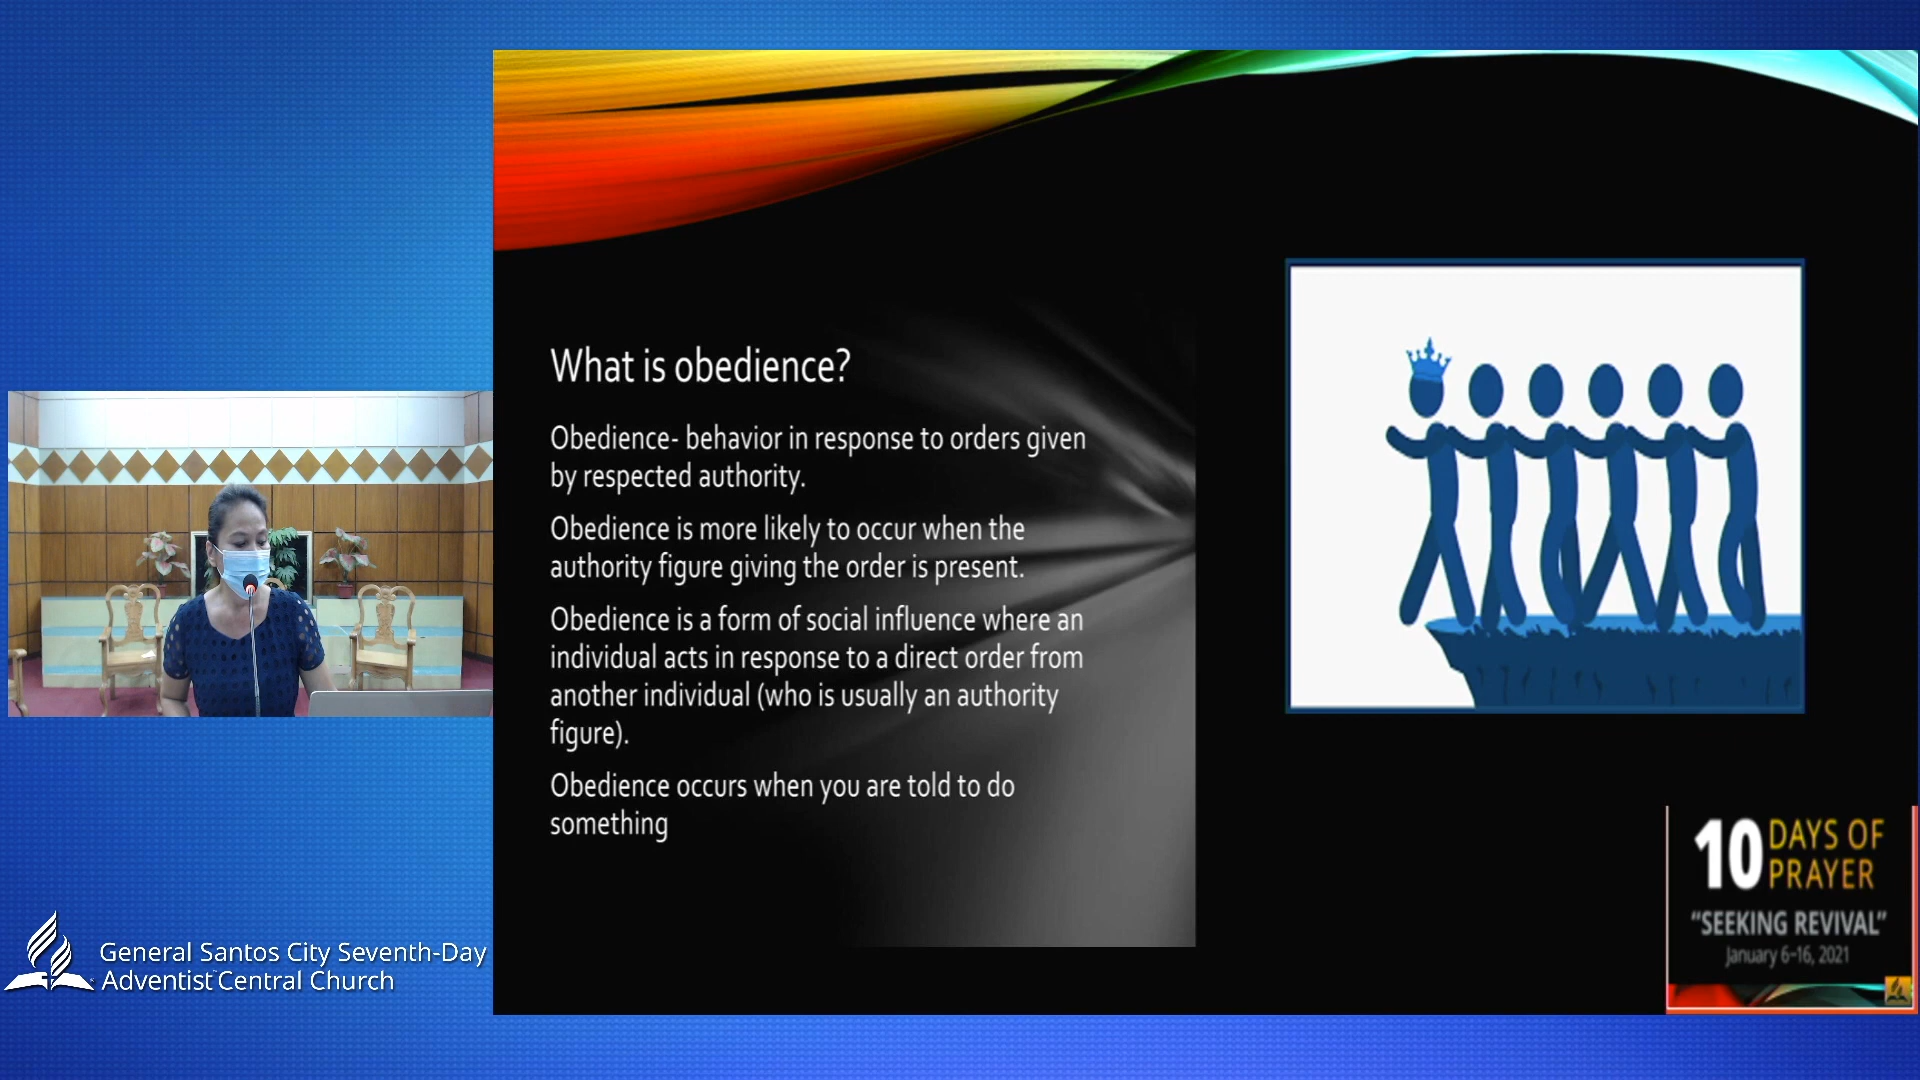 What is obedience?
Obedience- behavior in response to orders given
by respected authority.
Obedience is more likely to occur when the
authority figure giving the order is present.
Obedience is a form of social influence where an
individual acts in response to a direct order from
another individual (who is usually an authority
figure).
Obedience occurs when you are told to do
something
General Santos City Seventh-Day
Adventist Central Church
10 DAYS OF
PRAYER
“SEEKING REVIVAL”
January 6-16, 2021